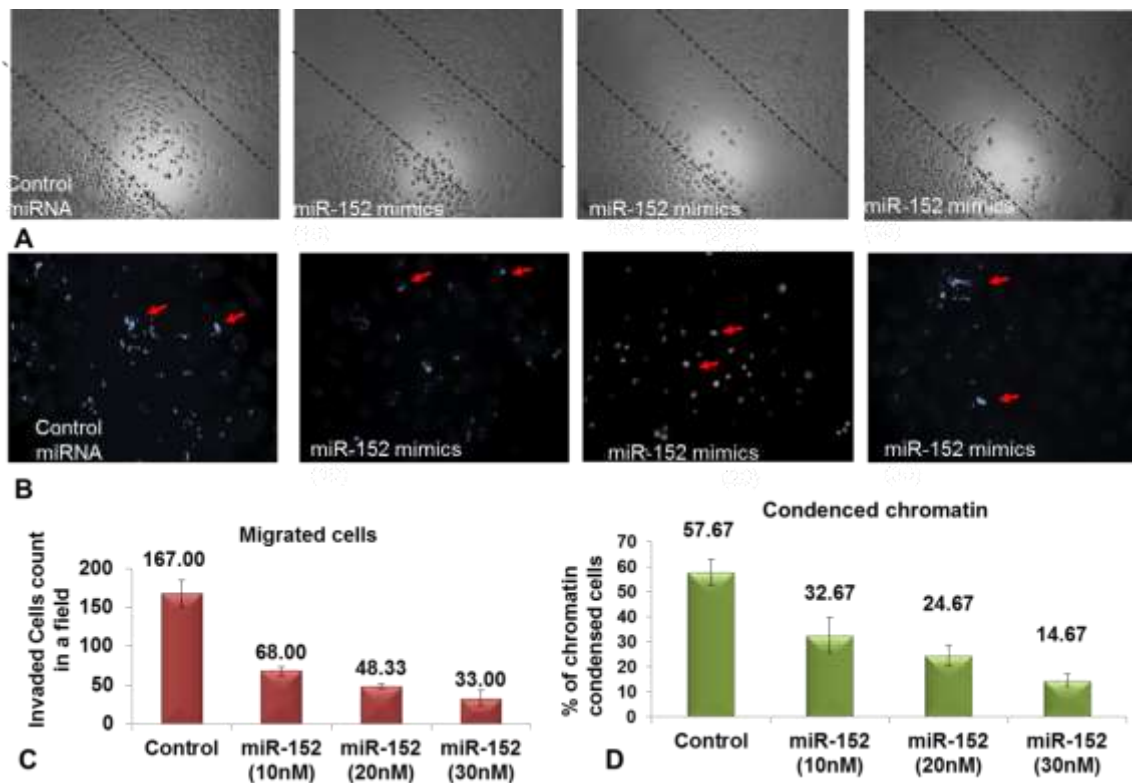 Control
miRNA
miR-152 mimics
miR-152 mimics
miR-152 mimics
A
Control
miRNA
miR-152 mimics
miR-152 mimics
miR-152 mimics
B
Migrated cells
Invaded Cells count
in a field
200
150
100
50
0
167.00
68.00
48.33
33.00
Control
miR-152
(10nM)
miR-152
(20nM)
miR-152
(30nM)
C
Condenced chromatin
% of chromatin
condensed cells
70
60
50
40
30
20
10
0
57.67
32.67
24.67
14.67
Control
miR-152
(10nM)
miR-152
(20nM)
miR-152
(30nM)
D